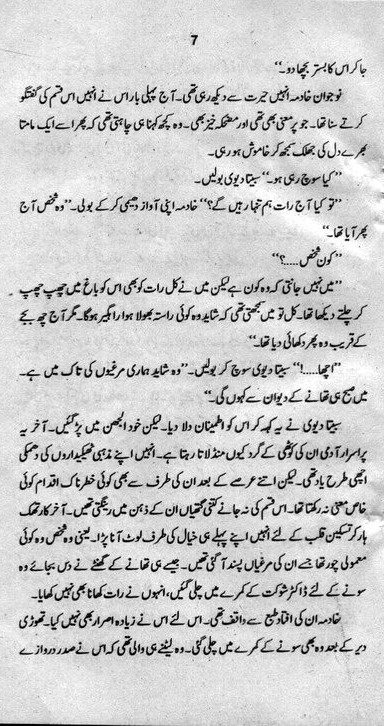 7
جا کر اس کا بستر بچھا دو۔‘‘
نوجوان خادمہ انہیں حیرت سے دیکھ رہی تھی۔ آج پہلی بار اس نے انہیں اس قسم کی گفتگو
کرتے سنا تھا۔ جو پرمعنی بھی تھی اور مضحکہ خیز بھی۔ وہ کچھ کہنا ہی چاہتی تھی کہ پھر اسے ایک مامتا
بھرے دل کی جھلک سمجھ کر خاموش ہو رہی۔
’’کیا سوچ رہی ہو۔‘‘ سیتا دیوی بولیں۔
’’تو کیا آج رات ہم تنہا رہیں گے؟‘‘ خادمہ اپنی آواز دھیمی کر کے بولی۔ ’’وہ شخص آج
پھر آیا تھا۔‘‘
’’کون شخص.....؟‘‘
’’میں نہیں جانتی کہ وہ کون ہے لیکن میں نے کل رات کو بھی اس کو باغ میں چھپ چھپ
کر چلتے دیکھا تھا۔ کل تو میں سمجھتی تھی کہ شاید وہ کوئی راستہ بھولا ہوا راہگیر ہو گا۔ مگر آج چھ بجے
کے قریب وہ پھر دکھائی دیا تھا۔‘‘
’’اچھا.....!‘‘ سیتا دیوی سوچ کر بولیں۔ ’’وہ شاید ہماری مرغیوں کی تاک میں ہے۔
میں صبح ہی تھانے کے دیوان سے کہوں گی۔‘‘
سیتا دیوی نے یہ کہہ کر اس کو اطمینان دلا دیا۔ لیکن خود الجھن میں پڑ گئیں۔ آخر یہ
پراسرار آدمی ان کی کوٹھی کے گرد کیوں منڈلاتا رہتا ہے۔ انہیں اپنے مذہبی ٹھیکیداروں کی دھمکی
اچھی طرح یاد تھی۔ لیکن اتنے عرصے کے بعد ان کی طرف سے بھی کوئی خطرناک اقدام کوئی
خاص معنی نہ رکھتا تھا۔ اس قسم کی نہ جانے کتنی گتھیاں ان کے ذہن میں رینگتی تھیں۔ آخر کار تھک
ہار کر تسکین قلب کے لئے انہیں اپنے پہلے ہی خیال کی طرف لوٹ آنا پڑا۔ یعنی وہ شخص وہ کوئی
معمولی چور تھا جسے ان کی مرغیاں پسند آ گئی تھیں۔ جیسے ہی تھانے کے گھنٹے نے دس بجائے وہ
سونے کے لئے ڈاکٹر شوکت کے کمرے میں چلی گئیں، انہوں نے رات کھانا بھی نہیں کھایا۔
خادمہ ان کی افتاد طبع سے واقف تھی۔ اس لئے اس نے زیادہ اصرار بھی نہیں کیا۔ تھوڑی
دیر کے بعد وہ بھی سونے کے کمرے میں چلی گئی۔ وہ لیٹنے ہی والی تھی کہ اس نے صدر دروازے